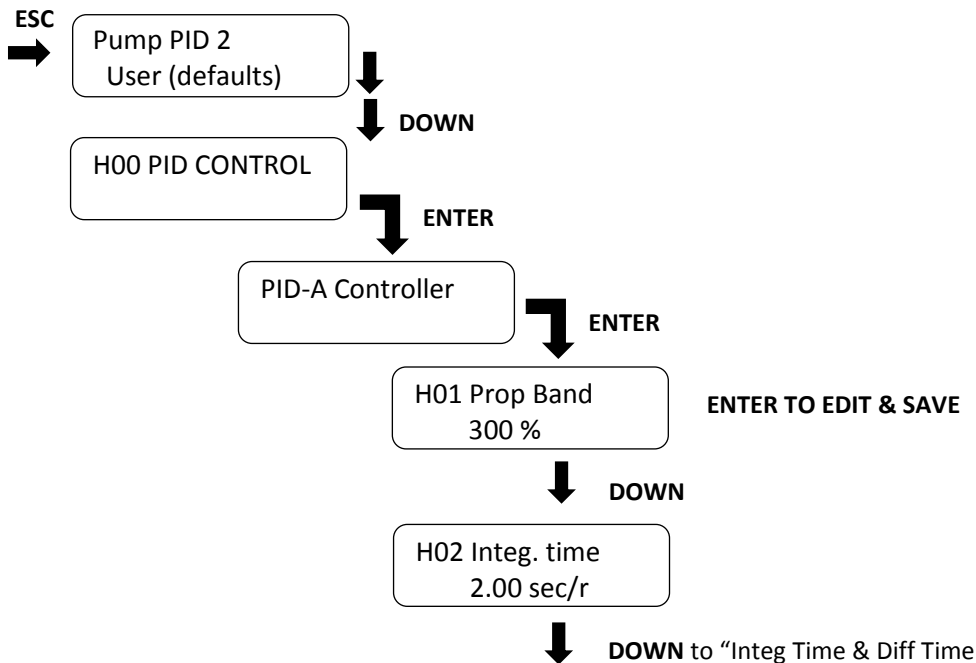 ESC
Pump PID 2
User (defaults)
DOWN
H00 PID CONTROL
ENTER
PID-A Controller
ENTER
H01 Prop Band
300 %
ENTER TO EDIT & SAVE
DOWN
H02 Integ. time
2.00 sec/r
DOWN to “Integ Time & Diff Time